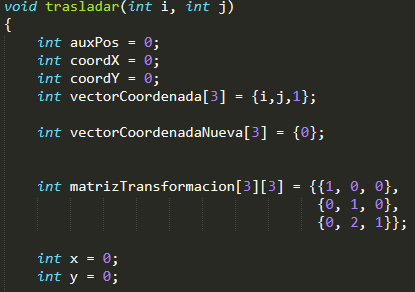 void trasladar(int i, int j)
{
int auxPos = 0;
int coordX = 0;
int coordY = 0;
int vectorCoordenada[3] = {i,j,1};
int vectorCoordenadaNueva[3] = {0};
int matrizTransformacion[3][3] = {{1, 0, 0},
{0, 1, 0},
{0, 2, 1}};
int x = 0;
int y = 0;